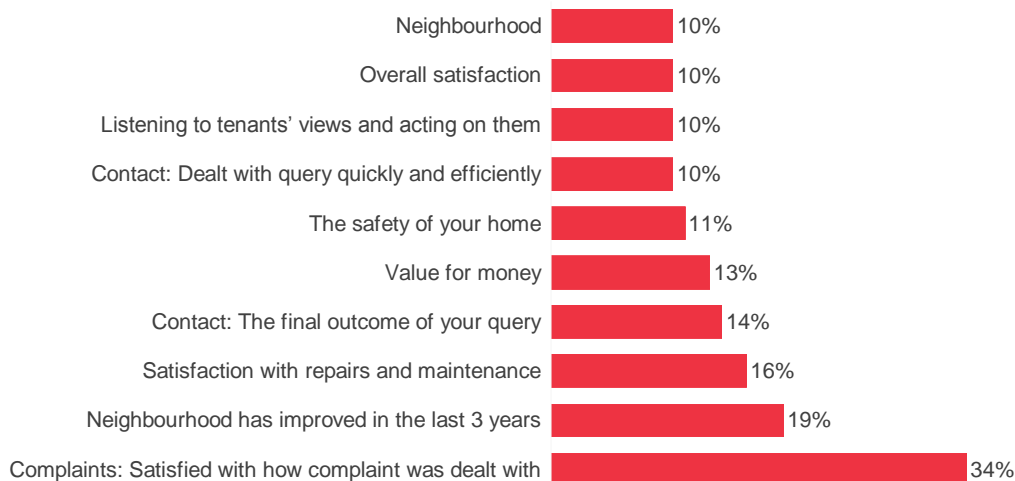 Neighbourhood 10%
Overall satisfaction 10%
Listening to tenants’ views and acting on them 10%
Contact: Dealt with query quickly and efficiently 10%
The safety of your home 11%
Value for money 13%
Contact: The final outcome of your query 14%
Satisfaction with repairs and maintenance 16%
Neighbourhood has improved in the last 3 years 19%
Complaints: Satisfied with how complaint was dealt with 34%